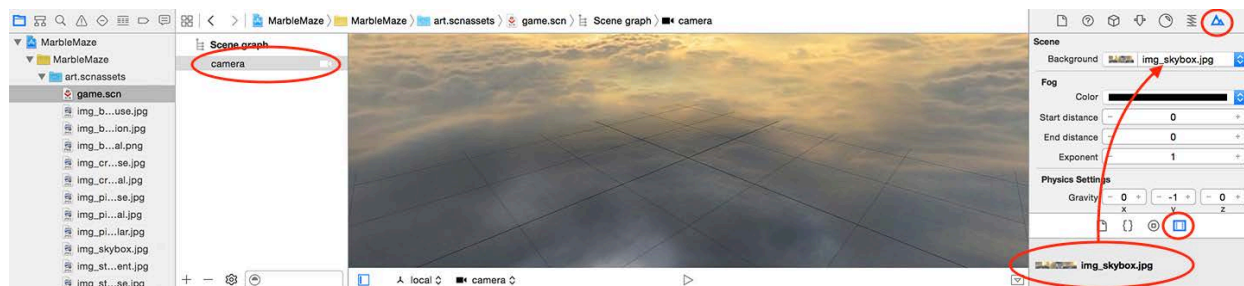 MarbleMaze
MarbleMaze
art.scnassets
game.scn
img_b...use.jpg
img_b...ion.jpg
img_b...al.png
img_cr...se.jpg
img_cr...al.jpg
img_pi...se.jpg
img_pi...al.jpg
img_pi...lar.jpg
img_skybox.jpg
img_st...ent.jpg
img_st...se.jpg
MarbleMaze 〉 MarbleMaze 〉 art.scnassets 〉 game.scn 〉 Scene graph 〉 camera
Scene graph
camera
local camera
Scene
Background img_skybox.jpg
Fog
Color
Start distance - 0 +
End distance - 0 +
Exponent - 1 +
Physics Settings
Gravity - 0 + - -1 + - 0 +
x y z
{}
img_skybox.jpg